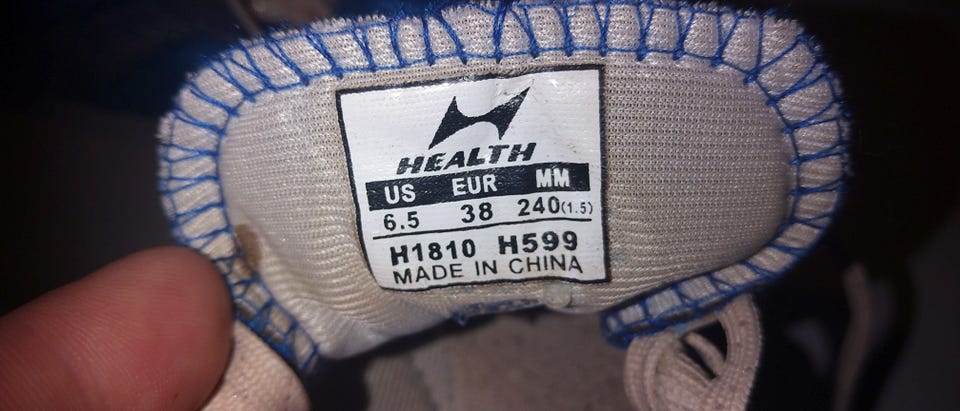 HEALTH
US EUR MM
6.5 38 240(1.5)
H1810 H599
MADE IN CHINA